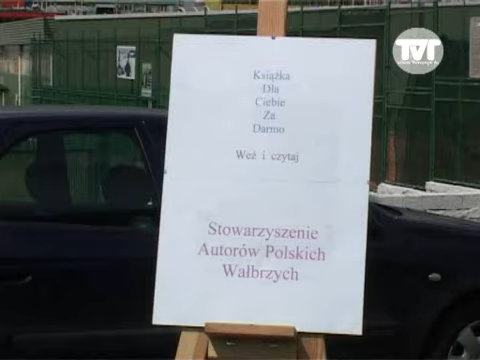 TVT
Książka
Dla
Ciebie
Za
Darmo
Weź i czytaj
Stowarzyszenie
Autorów Polskich
Wałbrzych